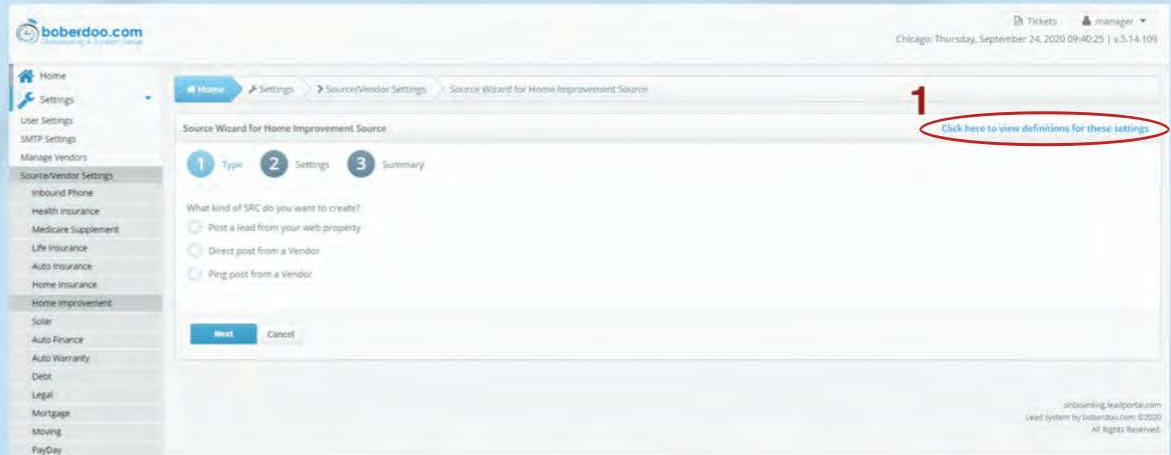 boberdoo.com
Tickets manager
Chicago: Thursday, September 24, 2020 09:40:25 | v.5.14.109
Home
Settings
User Settings
SMTP Settings
Manage Vendors
Source/Vendor Settings
Inbound Phone
Health Insurance
Medicare Supplement
Life Insurance
Auto Insurance
Home Insurance
Home Improvement
Solar
Auto Finance
Auto Warranty
Debt
Legal
Mortgage
Moving
PayDay
Home Settings Source/Vendor Settings Source Wizard for Home Improvement Source
1
Source Wizard for Home Improvement Source
Click here to view definitions for these settings
1 Type 2 Settings 3 Summary
What kind of SRC do you want to create?
Post a lead from your web property
Direct post from a Vendor
Ping post from a Vendor
Next Cancel
onboarding.leadportal.com
Lead System by boberdoo.com ©2020
All Rights Reserved.